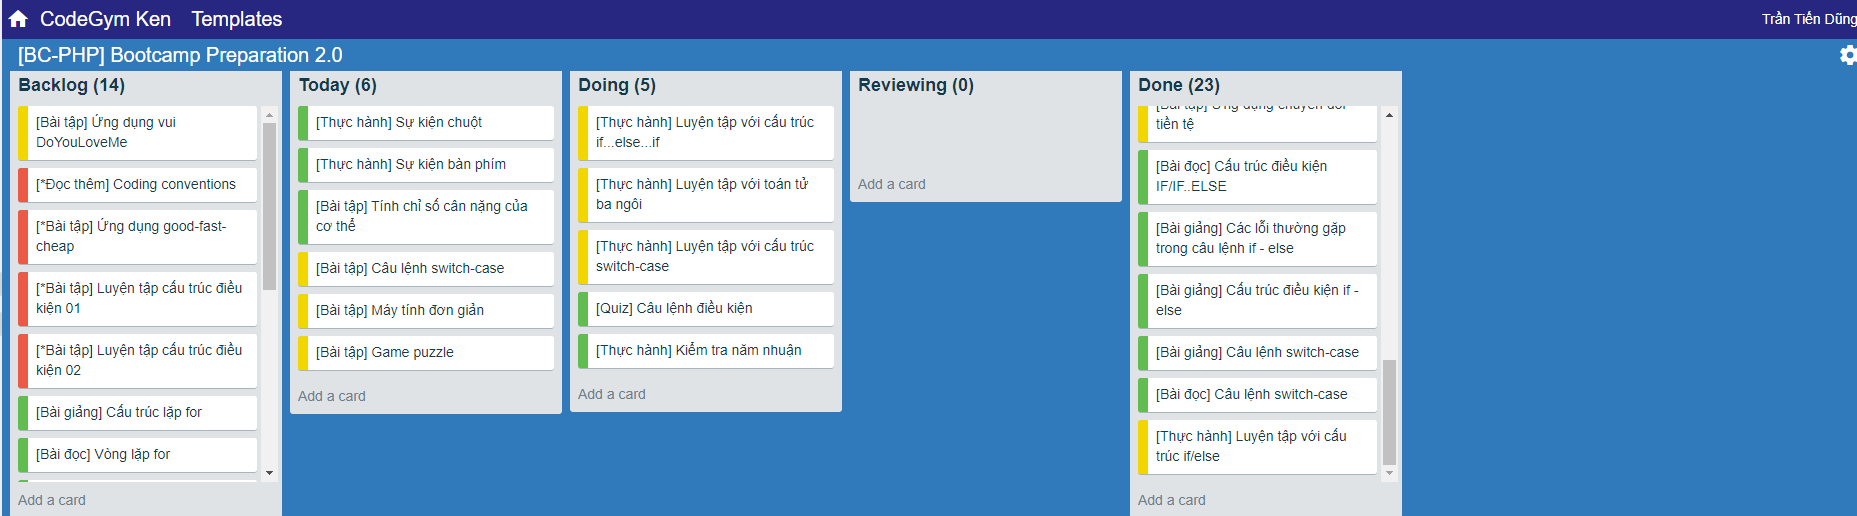 CodeGym Ken Templates Trần Tiến Dũng
[BC-PHP] Bootcamp Preparation 2.0
Backlog (14)
[Bài tập] Ứng dụng vui
DoYouLoveMe
[*Đọc thêm] Coding conventions
[*Bài tập] Ứng dụng good-fast-
cheap
[*Bài tập] Luyện tập cấu trúc điều
kiện 01
[*Bài tập] Luyện tập cấu trúc điều
kiện 02
[Bài giảng] Cấu trúc lặp for
[Bài đọc] Vòng lặp for
Add a card
Today (6)
[Thực hành] Sự kiện chuột
[Thực hành] Sự kiện bàn phím
[Bài tập] Tính chỉ số cân nặng của
cơ thể
[Bài tập] Câu lệnh switch-case
[Bài tập] Máy tính đơn giản
[Bài tập] Game puzzle
Add a card
Doing (5)
[Thực hành] Luyện tập với cấu trúc
if...else...if
[Thực hành] Luyện tập với toán tử
ba ngôi
[Thực hành] Luyện tập với cấu trúc
switch-case
[Quiz] Câu lệnh điều kiện
[Thực hành] Kiểm tra năm nhuận
Add a card
Reviewing (0)
Add a card
Done (23)
[Bài tập] Ứng dụng chuyển đổi
tiền tệ
[Bài đọc] Cấu trúc điều kiện
IF/IF..ELSE
[Bài giảng] Các lỗi thường gặp
trong câu lệnh if - else
[Bài giảng] Cấu trúc điều kiện if -
else
[Bài giảng] Câu lệnh switch-case
[Bài đọc] Câu lệnh switch-case
[Thực hành] Luyện tập với cấu
trúc if/else
Add a card